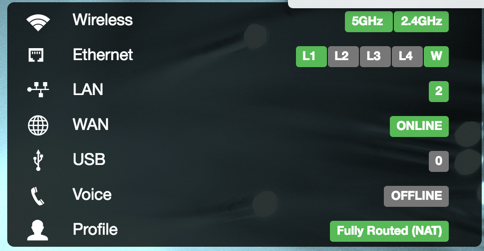 Wireless 5GHz 2.4GHz
Ethernet L1 L2 L3 L4 W
LAN 2
WAN ONLINE
USB 0
Voice OFFLINE
Profile Fully Routed (NAT)